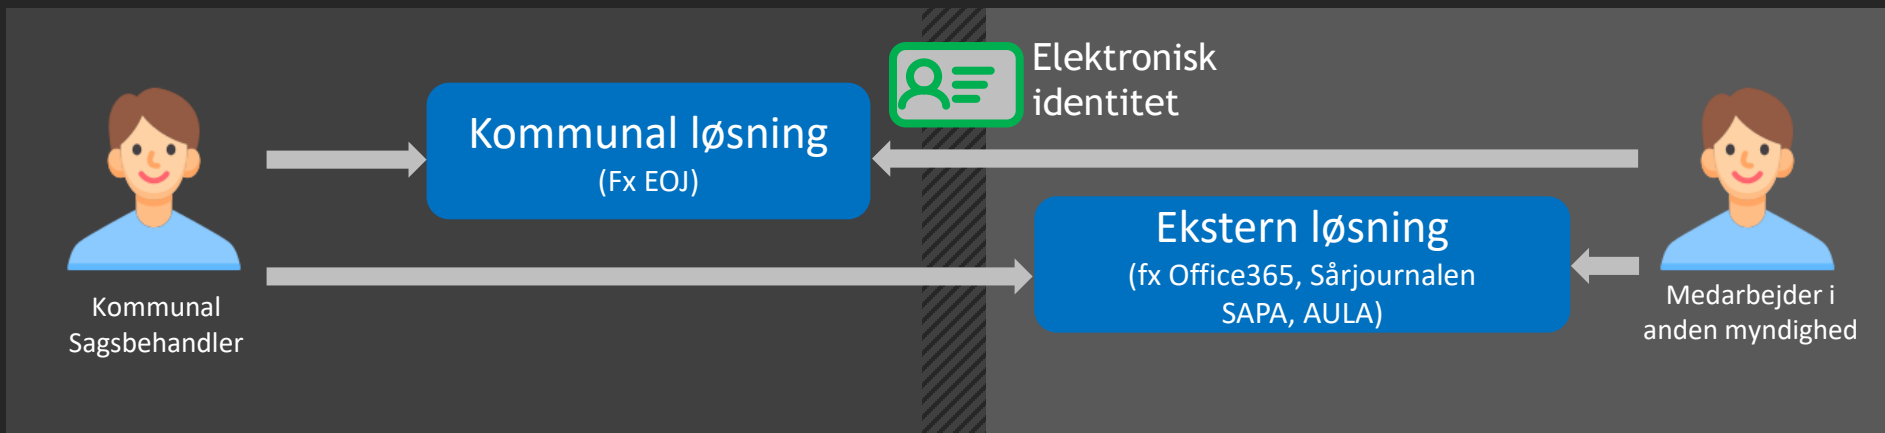 Elektronisk
identitet
Kommunal løsning
(Fx EOJ)
Ekstern løsning
(fx Office365, Sårjournalen
SAPA, AULA)
Kommunal
Sagsbehandler
Medarbejder i
anden myndighed